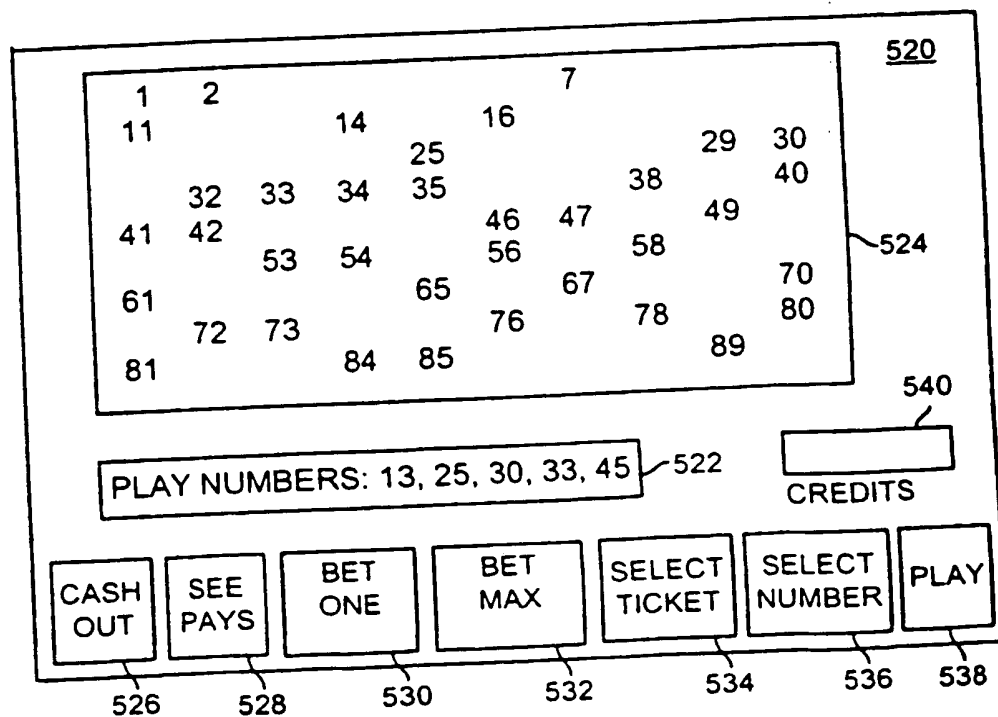 520
1 2 7
11 14 16
25 29 30
32 33 34 35 38 40
41 42 46 47 49
53 54 56 58
61 65 67 70
72 73 76 78 80
81 84 85 89
524
540
PLAY NUMBERS: 13, 25, 30, 33, 45
522
CREDITS
CASH OUT
SEE PAYS
BET ONE
BET MAX
SELECT TICKET
SELECT NUMBER
PLAY
526 528 530 532 534 536 538